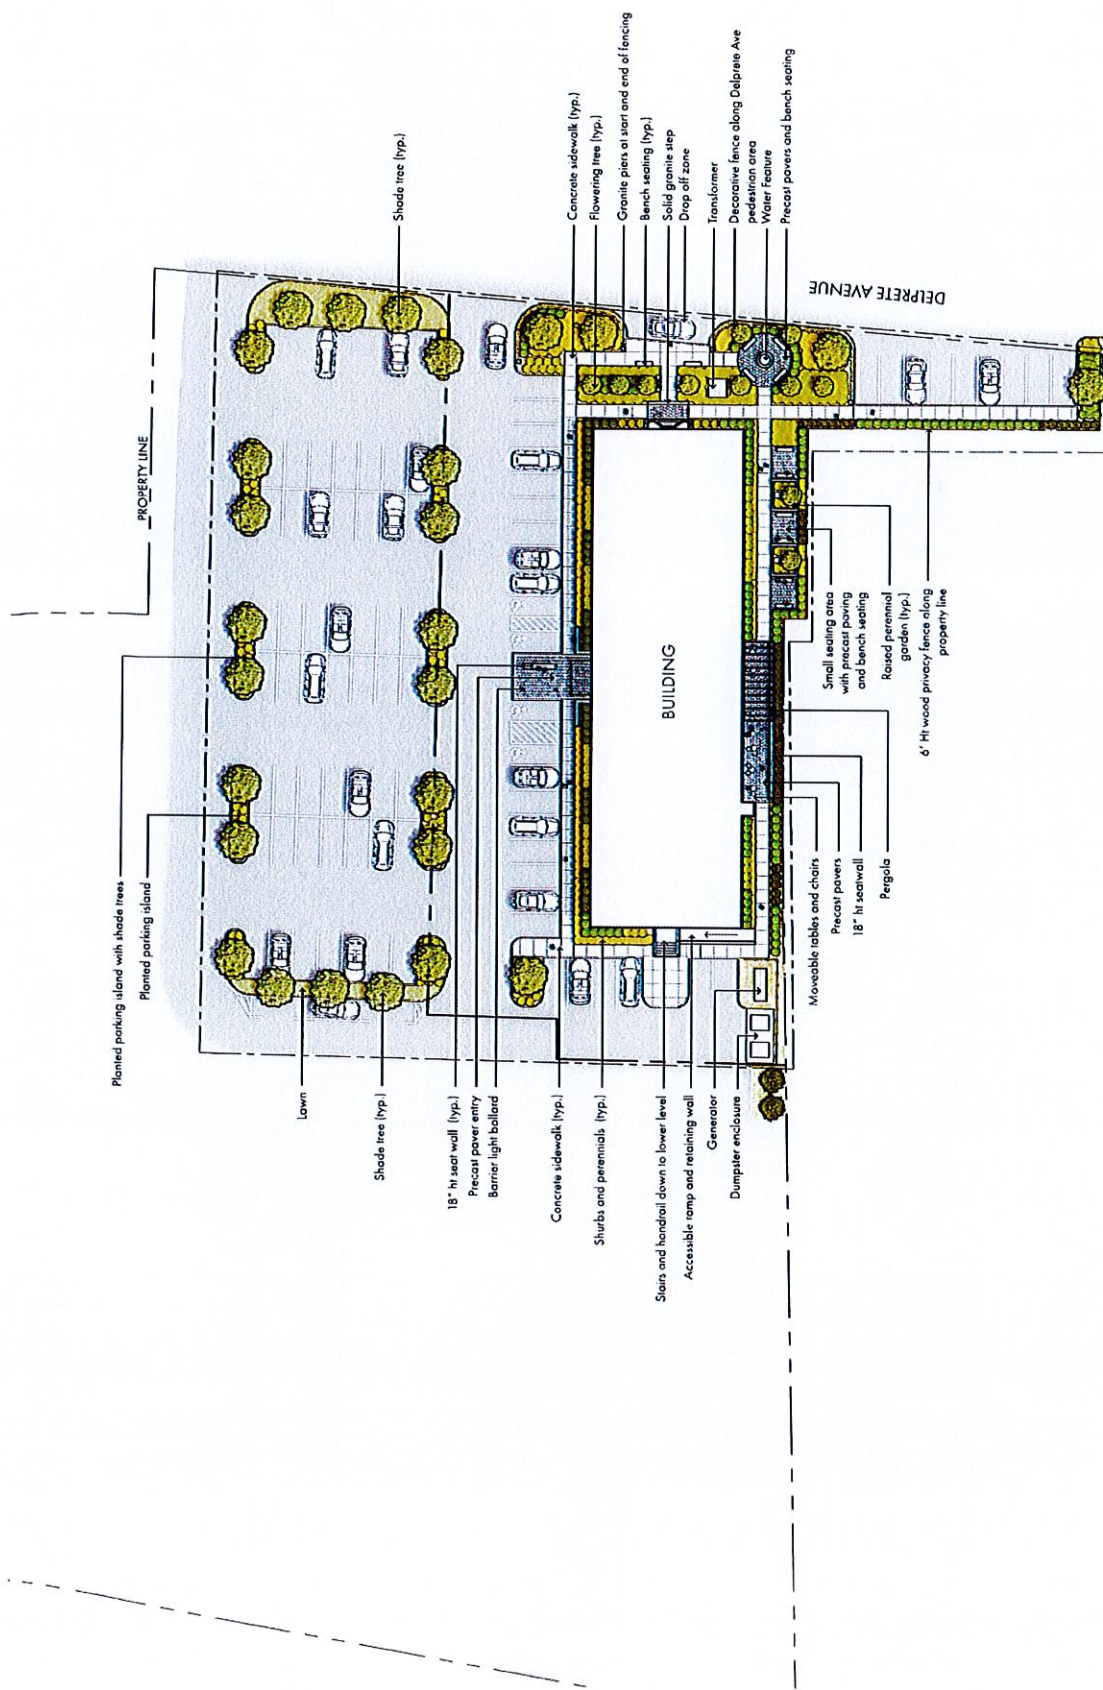 PROPERTY LINE
Planted parking island with shade trees
Planted parking island
Lawn
Shade tree (typ.)
18" ht seat wall (typ.)
Precast paver entry
Barrier light bollard
Concrete sidewalk (typ.)
Shurbs and perennials (typ.)
Stairs and handrail down to lower level
Accessible ramp and retaining wall
Generator
Dumpster enclosure
BUILDING
Shade tree (typ.)
Concrete sidewalk (typ.)
Flowering tree (typ.)
Granite piers at start and end of fencing
Bench seating (typ.)
Solid granite step
Drop off zone
Transformer
Decorative fence along Delprete Ave
pedestrian area
Water Feature
Precast pavers and bench seating
DELPRETE AVENUE
Moveable tables and chairs
Precast pavers
18" ht seatwall
Pergola
Small seating area
with precast paving
and bench seating
Raised perennial
garden (typ.)
6' Ht wood privacy fence along
property line